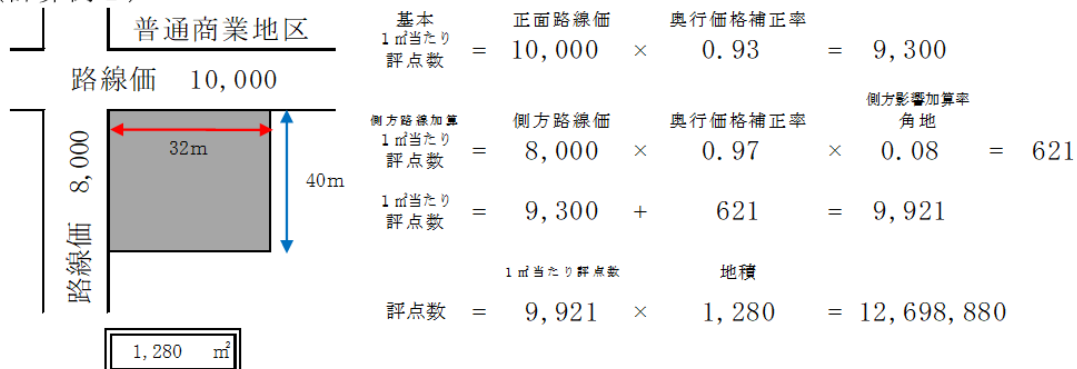 普通商業地区
路線価 10,000
路線価 8,000
32m
40m
1,280 ㎡
基本 正面路線価 奥行価格補正率
1㎡当たり評点数 = 10,000 × 0.93 = 9,300
側方路線加算 側方路線価 奥行価格補正率 側方影響加算率 角地
1㎡当たり評点数 = 8,000 × 0.97 × 0.08 = 621
1㎡当たり評点数 = 9,300 + 621 = 9,921
1㎡当たり評点数 地積
評点数 = 9,921 × 1,280 = 12,698,880